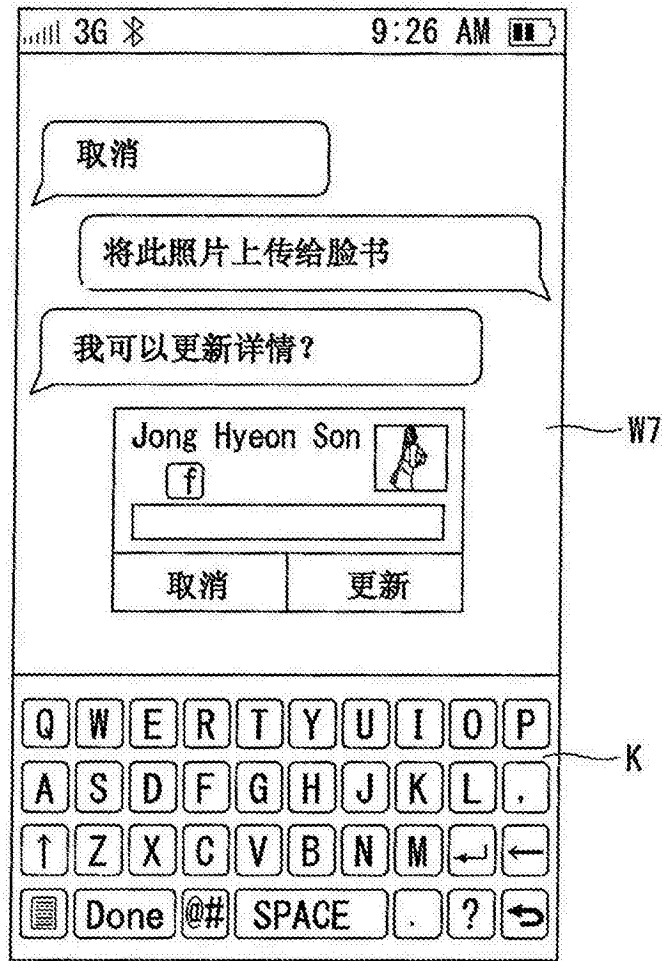 3G 9:26 AM
取消
将此照片上传给脸书
我可以更新详情?
W7
Jong Hyeon Son
f
取消 更新
Q W E R T Y U I O P
K
A S D F G H J K L ,
↑ Z X C V B N M ↵ ←
Done @# SPACE . ? ⮌